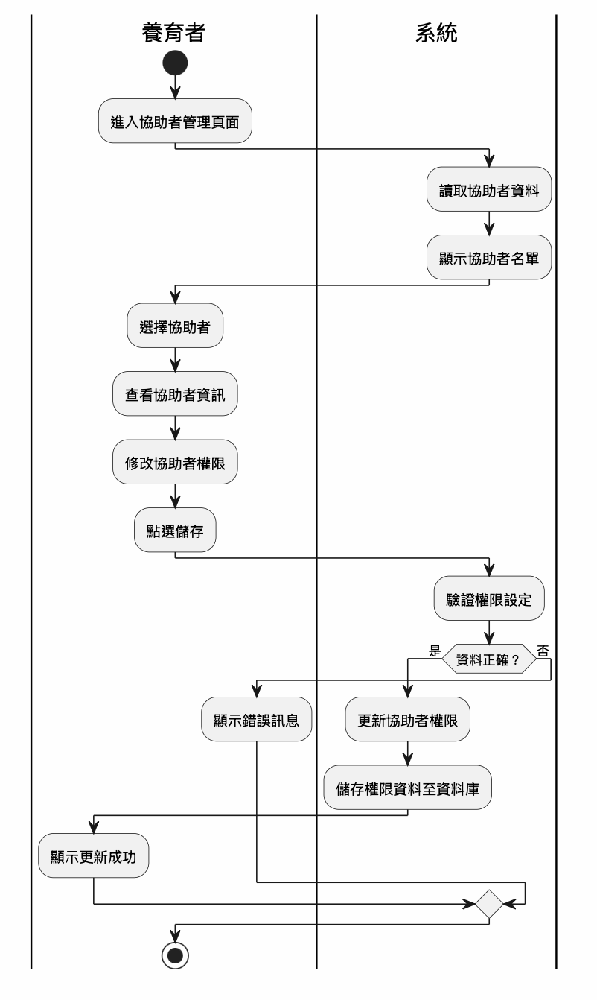 養育者
系統
進入協助者管理頁面
讀取協助者資料
顯示協助者名單
選擇協助者
查看協助者資訊
修改協助者權限
點選儲存
驗證權限設定
是
資料正確？
否
顯示錯誤訊息
更新協助者權限
儲存權限資料至資料庫
顯示更新成功